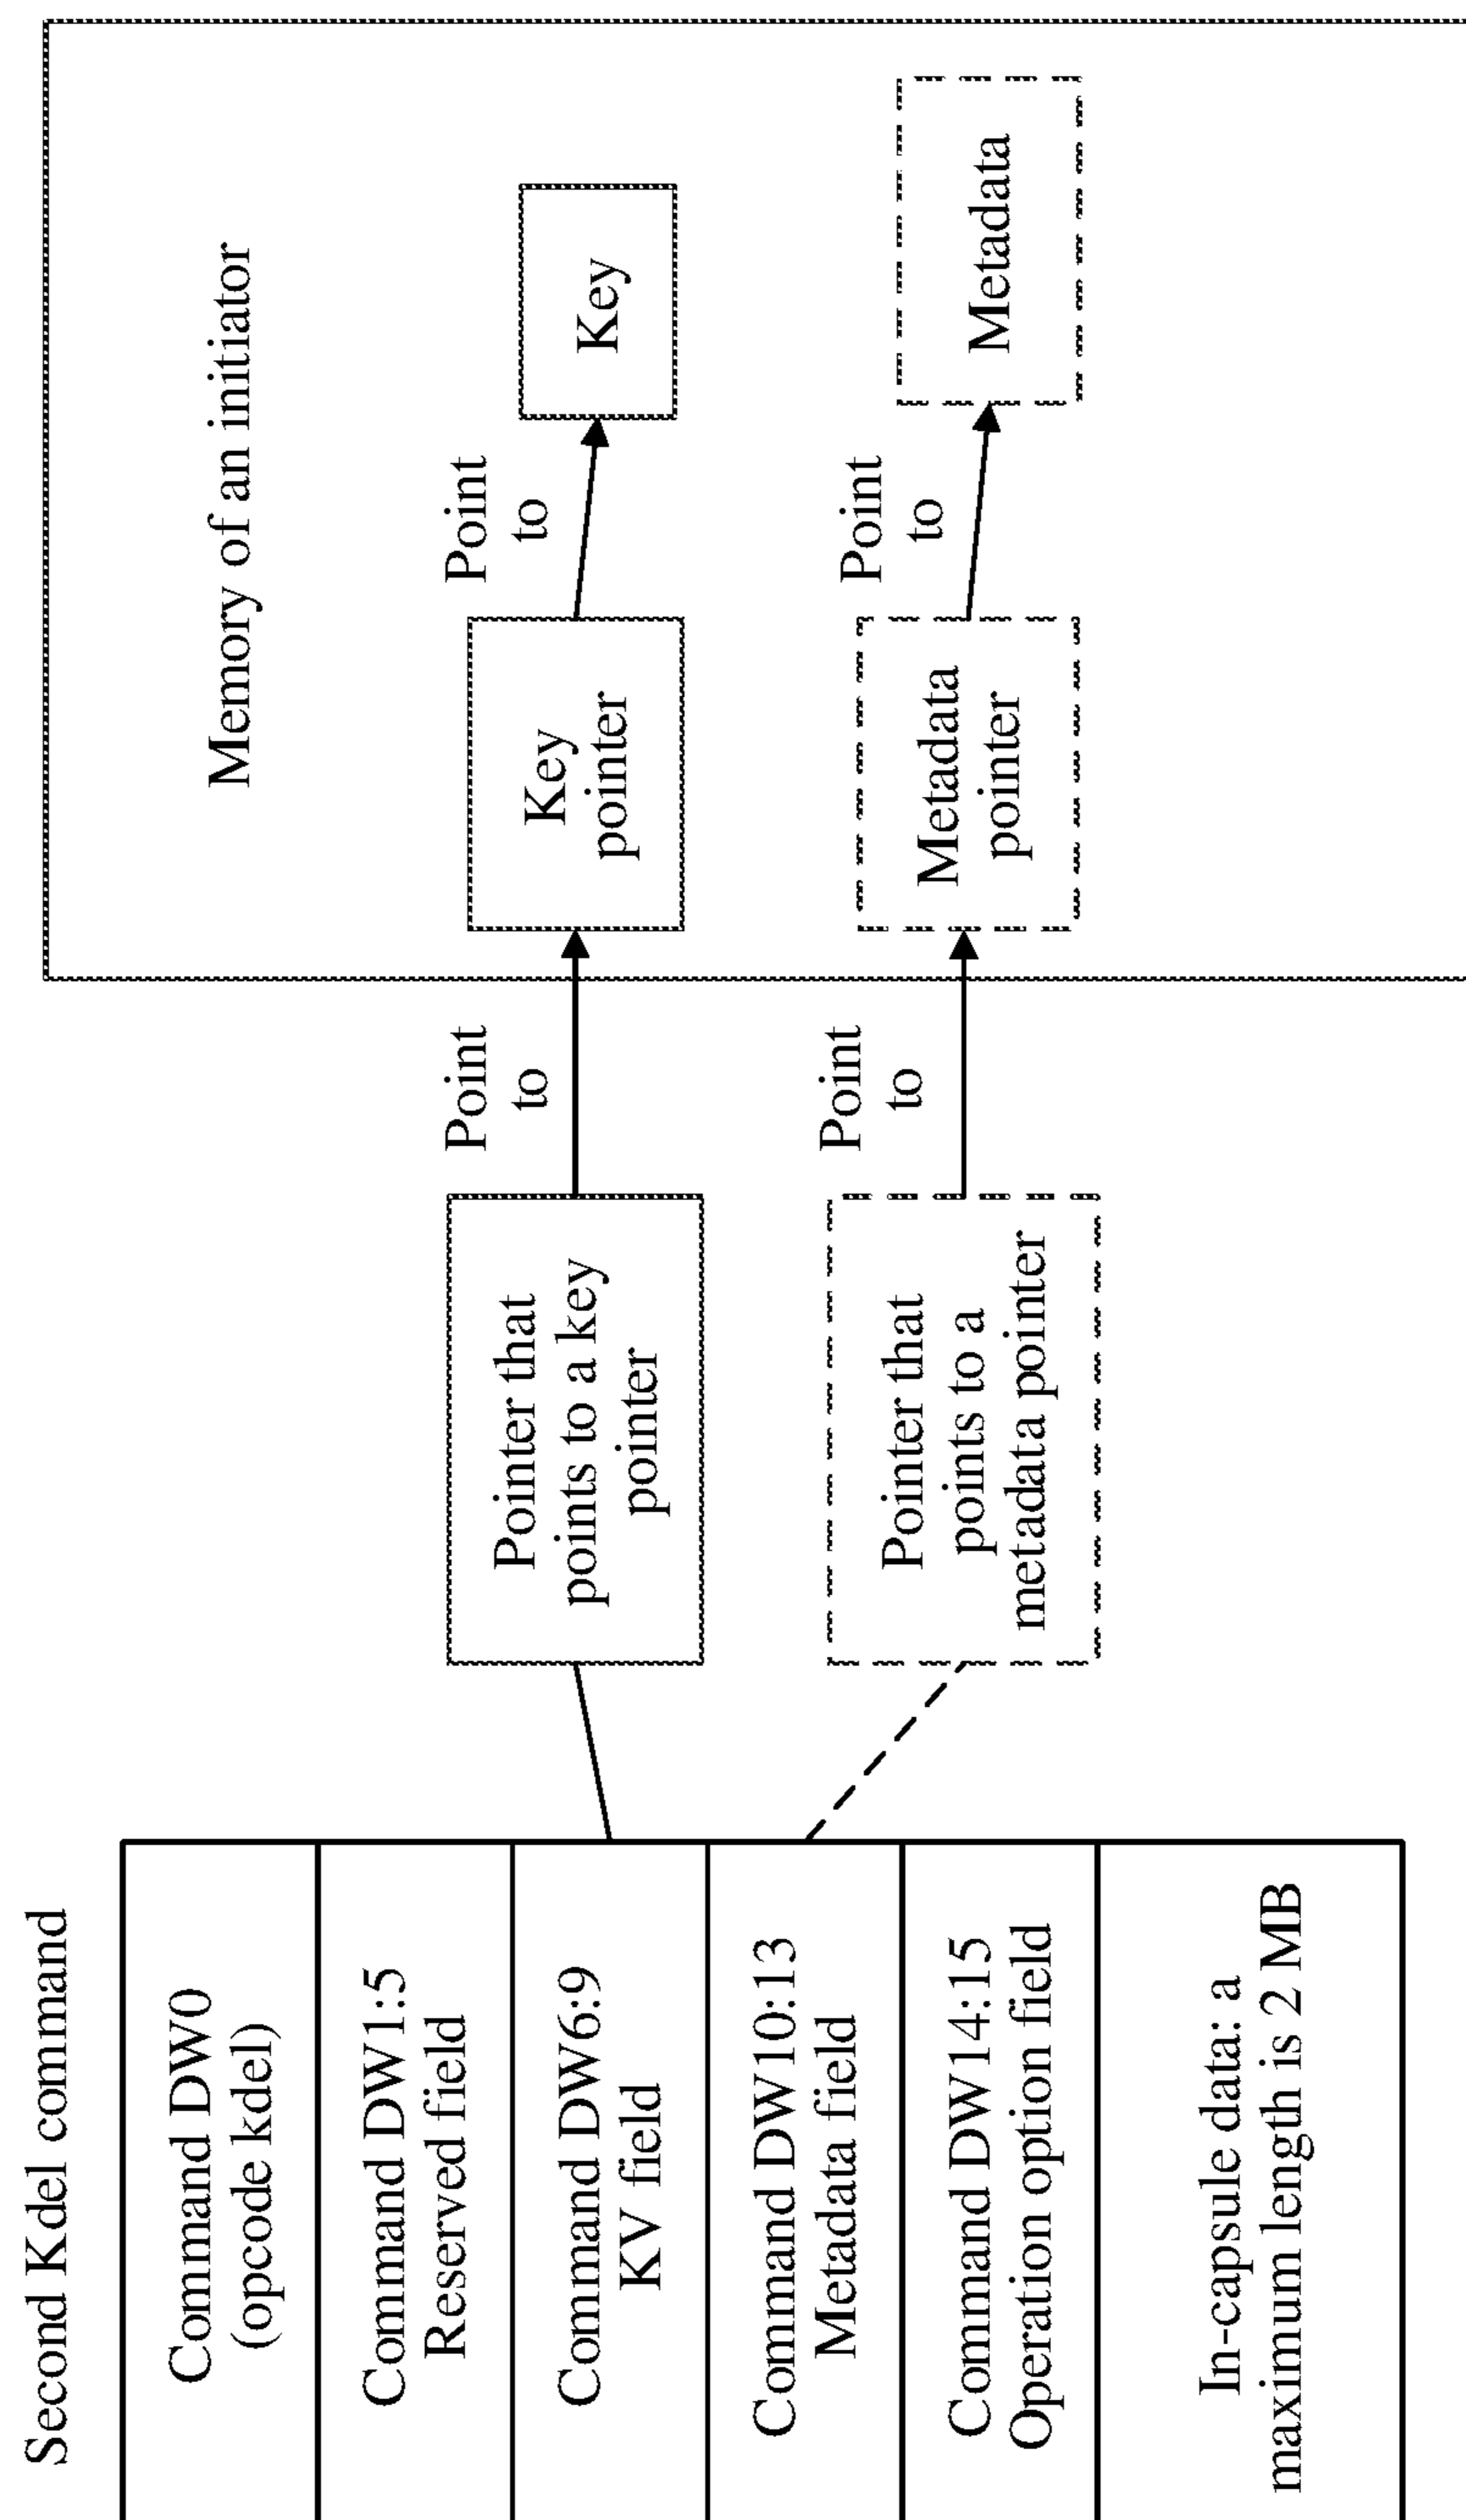 Second Kdel command
Command DW0
(opcode kdel)
Command DW1:5
Reserved field
Command DW6:9
KV field
Command DW10:13
Metadata field
Command DW14:15
Operation option field
In-capsule data: a
maximum length is 2 MB
Pointer that
points to a key
pointer
Point
to
Pointer that
points to a
metadata pointer
Point
to
Memory of an initiator
Key
pointer
Point
to
Key
Metadata
pointer
Point
to
Metadata